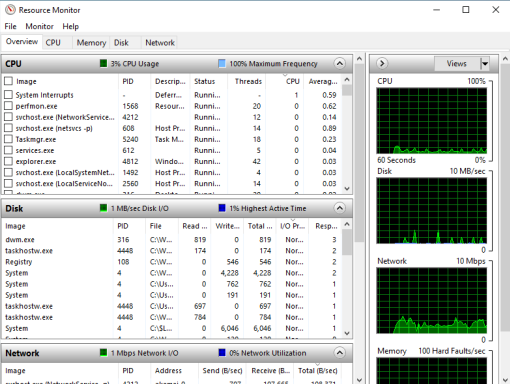 Resource Monitor
File Monitor Help
Overview CPU Memory Disk Network
CPU 3% CPU Usage 100% Maximum Frequency
Image PID Descrip... Status Threads CPU Averag...
System Interrupts - Deferr... Runni... - 1 0.59
perfmon.exe 1568 Resour... Runni... 20 0 0.62
svchost.exe (NetworkService... 4212 Runni... 12 0 0.14
svchost.exe (netsvcs -p) 608 Host Pr... Runni... 14 0 0.89
Taskmgr.exe 5240 Task M... Runni... 18 0 0.23
services.exe 612 Runni... 5 0 0.04
explorer.exe 4812 Windo... Runni... 42 0 0.03
svchost.exe (LocalSystemNet... 1492 Host Pr... Runni... 4 0 0.03
svchost.exe (LocalServiceNo... 2560 Host Pr... Runni... 14 0 0.03
Disk 1 MB/sec Disk I/O 1% Highest Active Time
Image PID File Read ... Write... Total ... I/O Pr... Resp...
dwm.exe 316 C:\W... 819 0 819 Nor... 3
taskhostw.exe 4448 C:\W... 174 0 174 Nor... 2
Registry 108 C:\W... 0 546 546 Nor... 2
System 4 C:\W... 0 4,228 4,228 Nor... 2
System 4 C:\Us... 0 762 762 Nor... 1
System 4 C:\Us... 0 191 191 Nor... 1
taskhostw.exe 4448 C:\Us... 697 0 697 Nor... 1
taskhostw.exe 4448 C:\W... 784 0 784 Nor... 1
System 4 C:\$L... 0 6,046 6,046 Nor... 0
Network 1 Mbps Network I/O 0% Network Utilization
Image PID Address Send (B/sec) Receive (B... Total (B/sec)
Views
CPU 100%
60 Seconds 0%
Disk 10 MB/sec
0
Network 10 Mbps
0
Memory 100 Hard Faults/sec